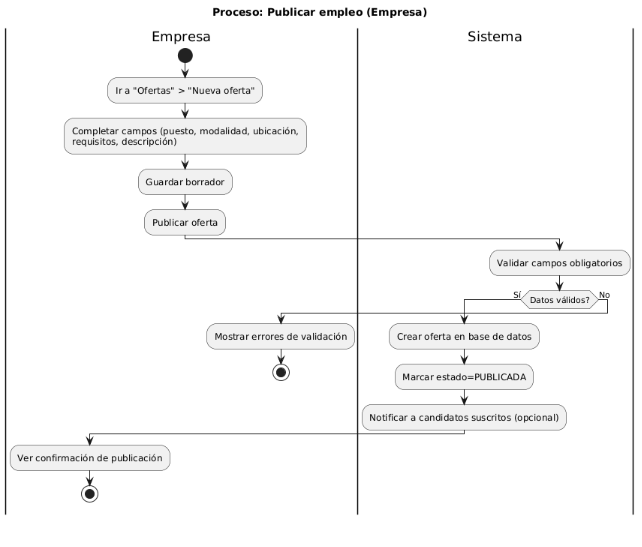 Proceso: Publicar empleo (Empresa)
Empresa
Sistema
Ir a "Ofertas" > "Nueva oferta"
Completar campos (puesto, modalidad, ubicación,
requisitos, descripción)
Guardar borrador
Publicar oferta
Validar campos obligatorios
Sí
Datos válidos?
No
Mostrar errores de validación
Crear oferta en base de datos
Marcar estado=PUBLICADA
Notificar a candidatos suscritos (opcional)
Ver confirmación de publicación